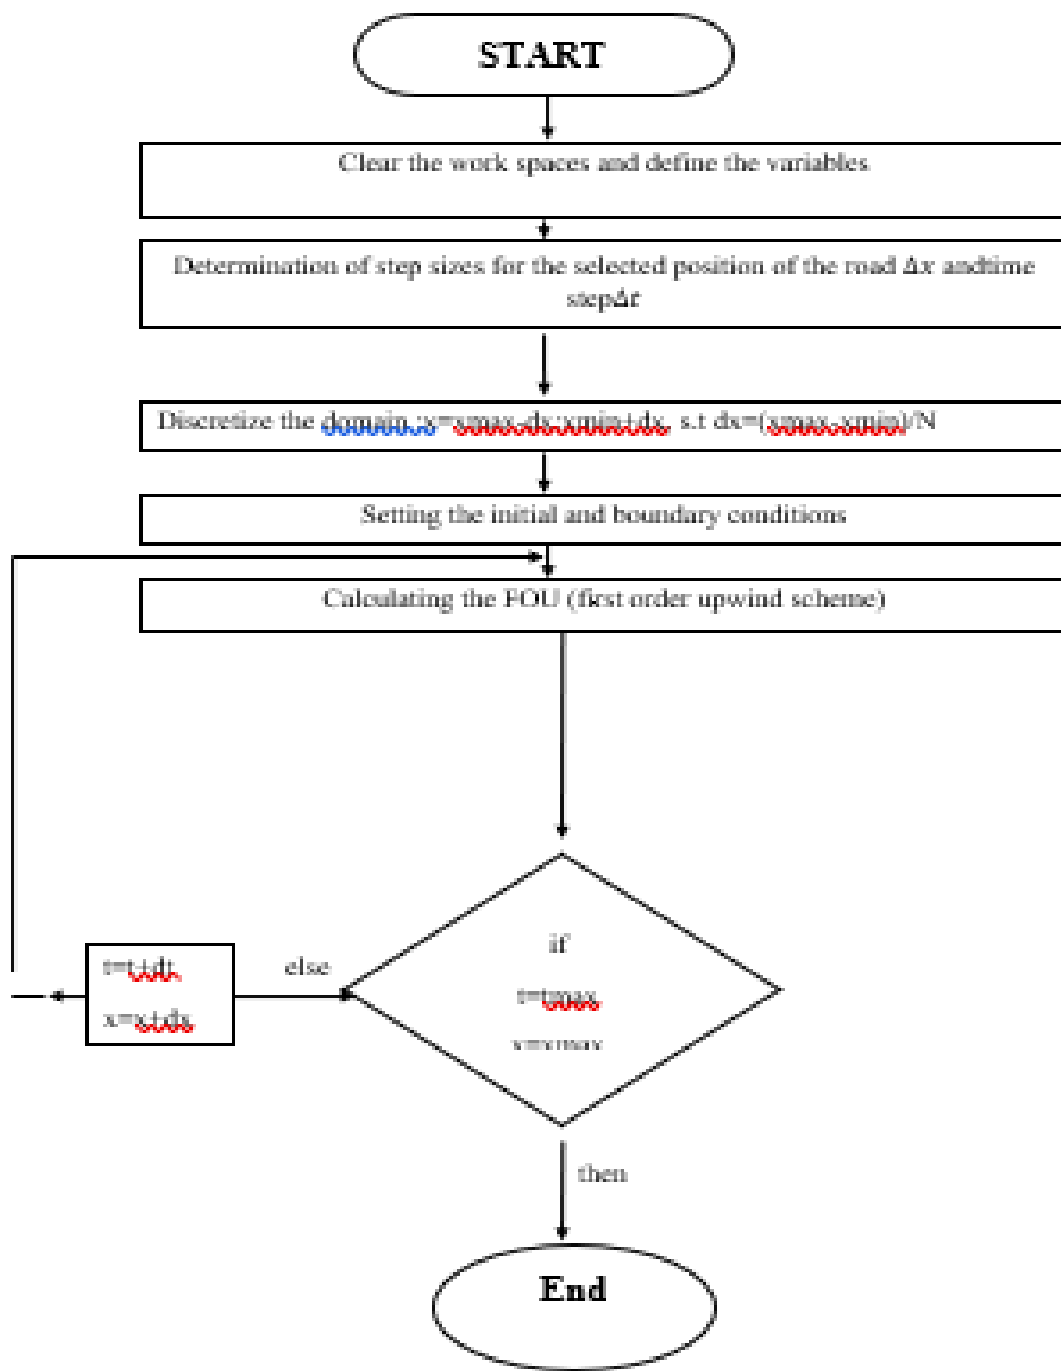 START
Clear the work spaces and define the variables
Determination of step sizes for the selected position of the road Δx andtime
stepΔt
Discretize the domain :x=xmax-dx:xmin+dx, s.t dx=(xmax-xmin)/N
Setting the initial and boundary conditions
Calculating the FOU (first order upwind scheme)
if
t=tmax
x=xmax
else
t=t+dt
x=x+dx
then
End